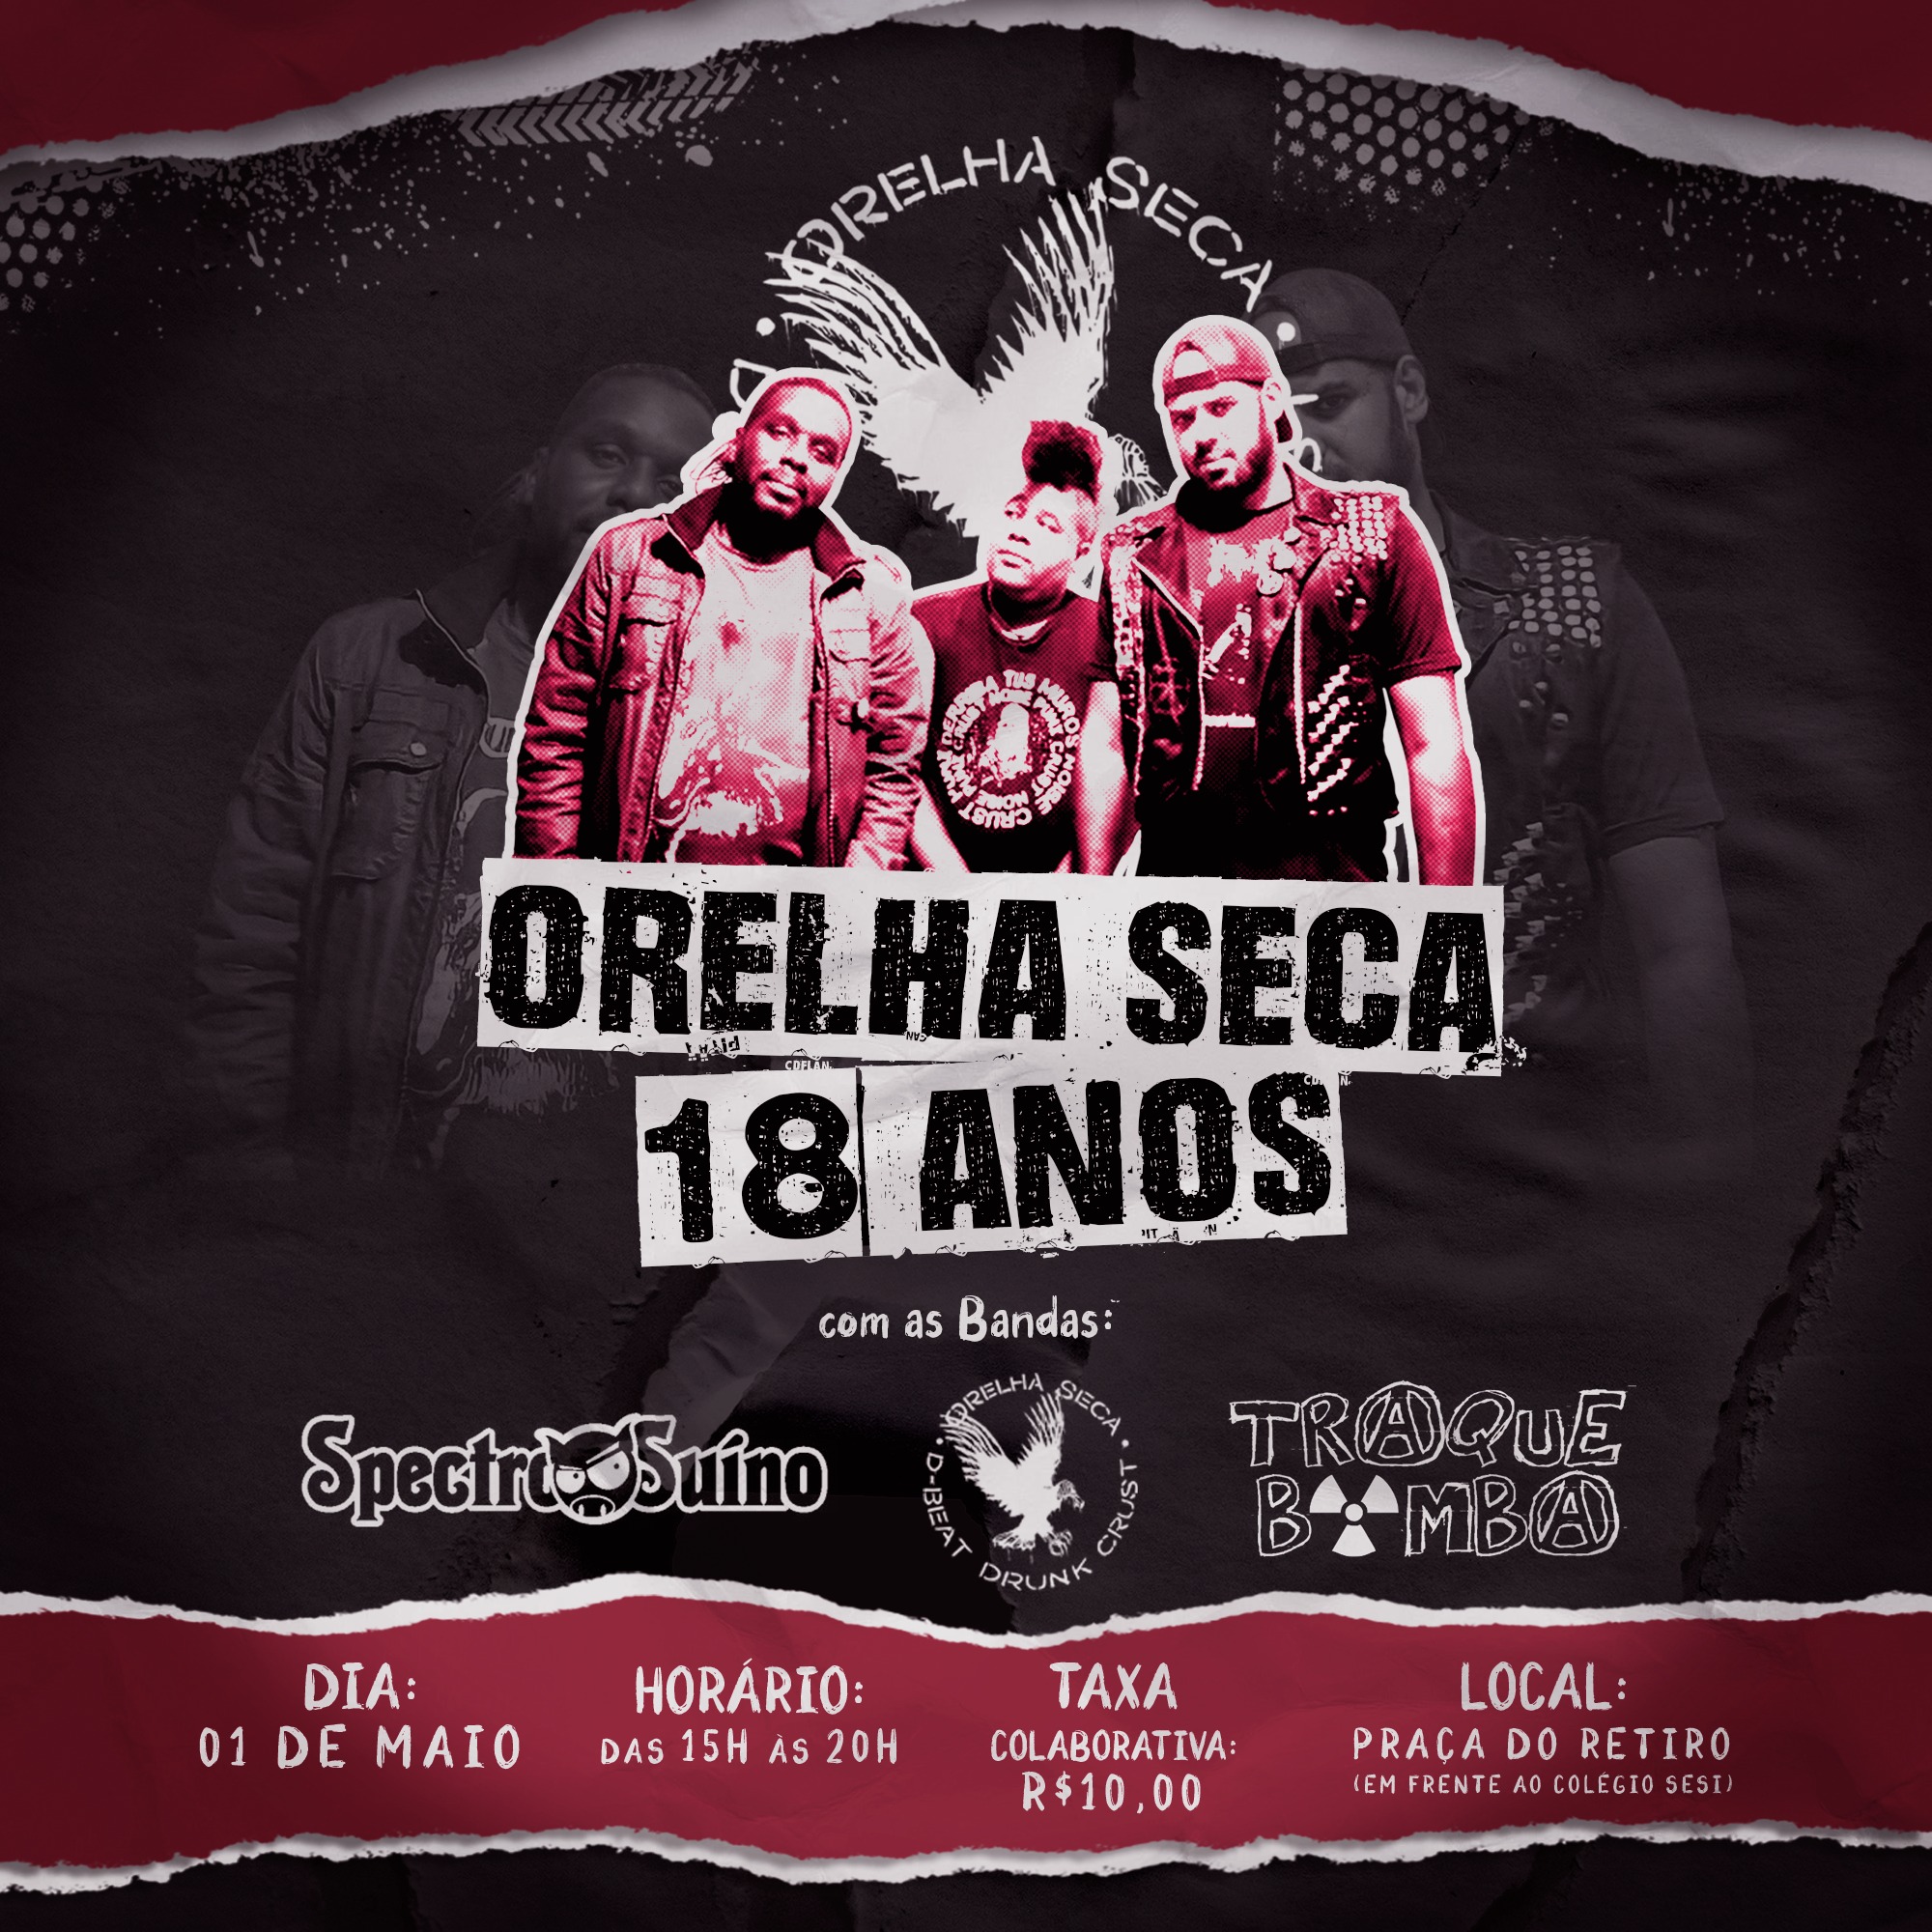 ORELHA SECA
ORELHA SECA
18 ANOS
com as Bandas:
Spectro Suíno
ORELHA SECA
D-BEAT DRUNK CRUST
TRAQUE
BOMBA
DIA:
01 DE MAIO
HORÁRIO:
DAS 15H ÀS 20H
TAXA
COLABORATIVA:
R$10,00
LOCAL:
PRAÇA DO RETIRO
(EM FRENTE AO COLÉGIO SESI)